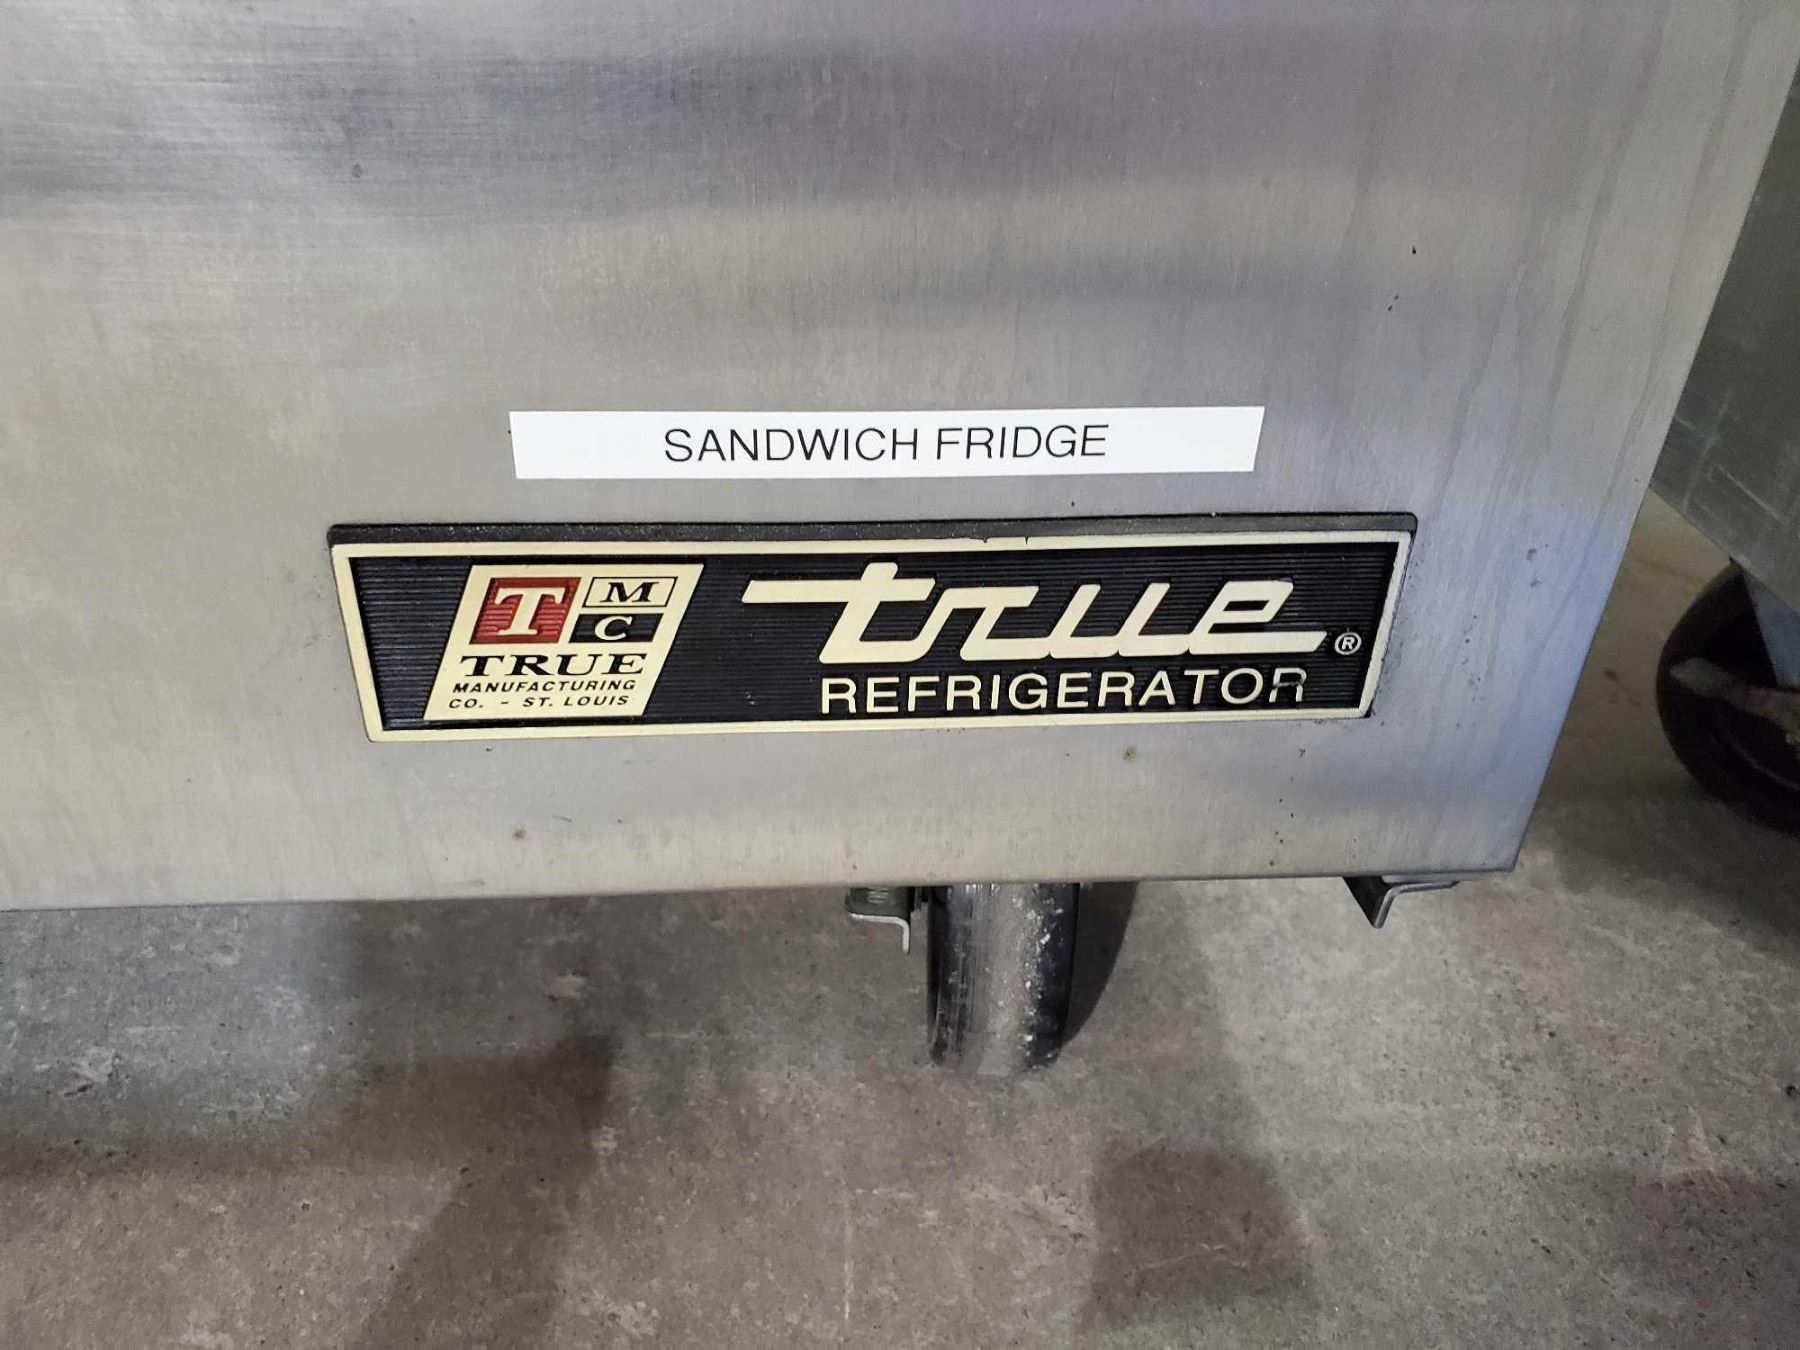 SANDWICH FRIDGE
T M
C
TRUE
MANUFACTURING
CO. - ST. LOUIS
true®
REFRIGERATOR